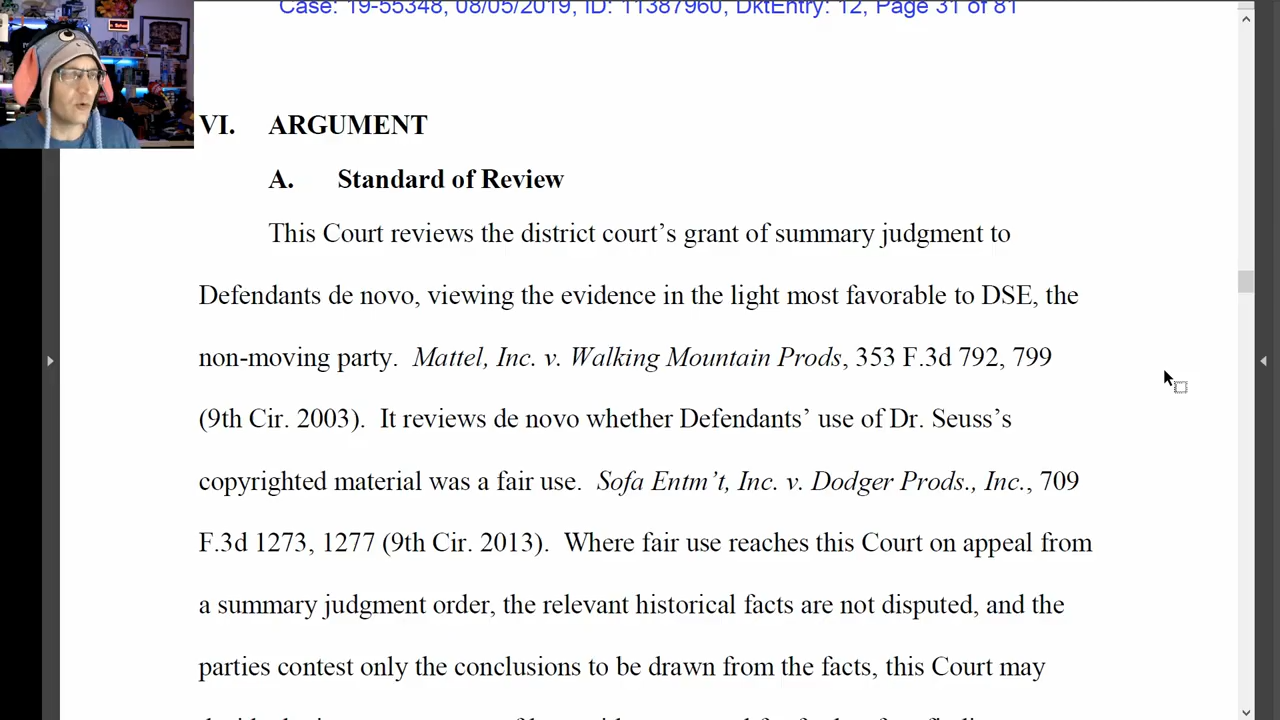 Case: 19-55348, 08/05/2019, ID: 11387960, DktEntry: 12, Page 31 of 81
VI. ARGUMENT
A. Standard of Review
This Court reviews the district court’s grant of summary judgment to
Defendants de novo, viewing the evidence in the light most favorable to DSE, the
non-moving party. Mattel, Inc. v. Walking Mountain Prods, 353 F.3d 792, 799
(9th Cir. 2003). It reviews de novo whether Defendants’ use of Dr. Seuss’s
copyrighted material was a fair use. Sofa Entm’t, Inc. v. Dodger Prods., Inc., 709
F.3d 1273, 1277 (9th Cir. 2013). Where fair use reaches this Court on appeal from
a summary judgment order, the relevant historical facts are not disputed, and the
parties contest only the conclusions to be drawn from the facts, this Court may